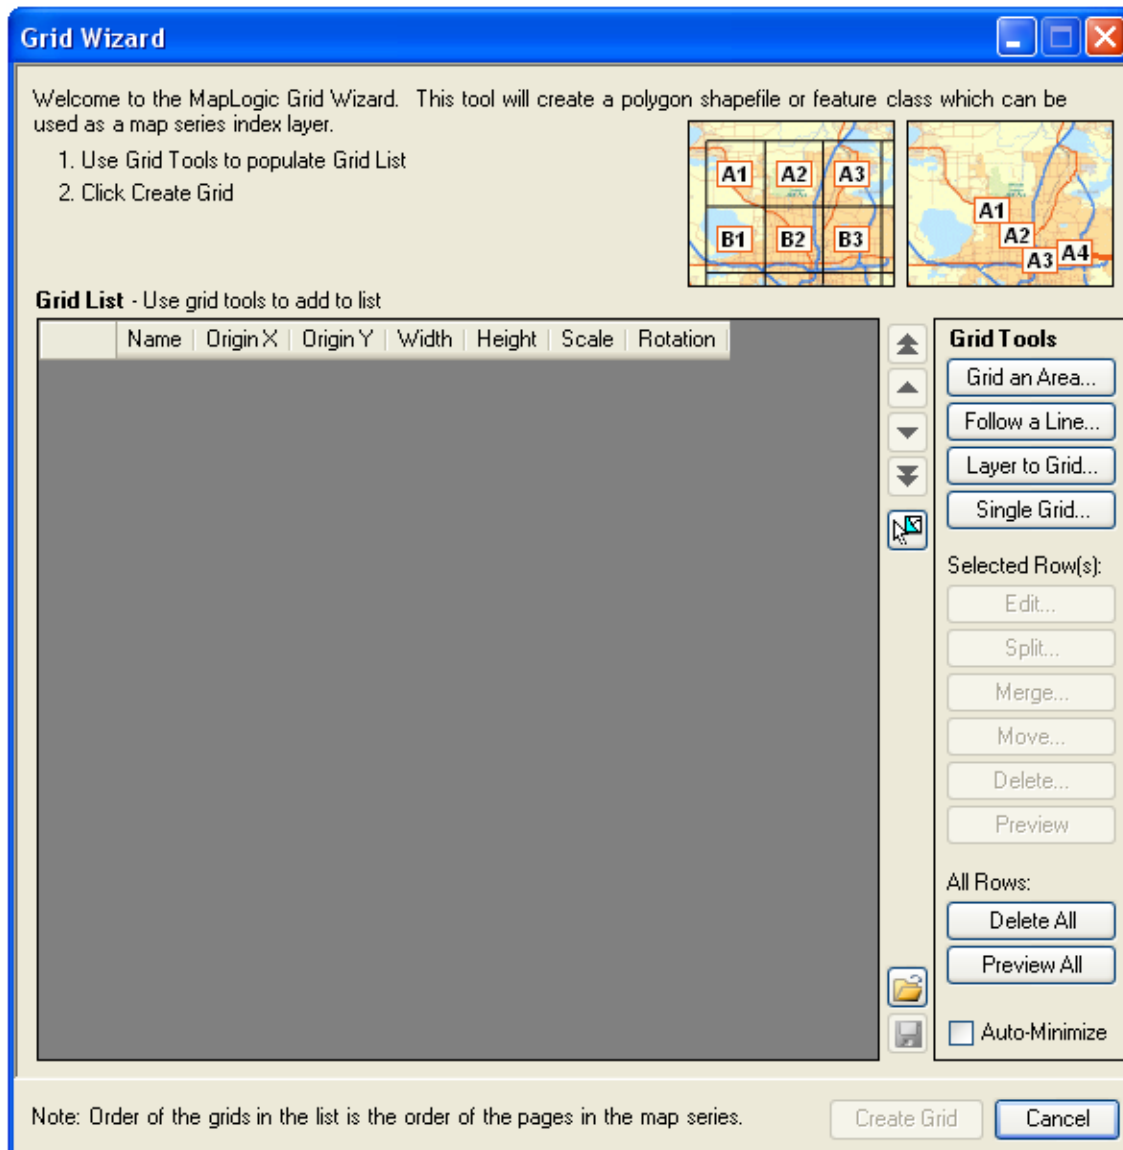 Grid Wizard
Welcome to the MapLogic Grid Wizard.  This tool will create a polygon shapefile or feature class which can be
used as a map series index layer.
1. Use Grid Tools to populate Grid List
2. Click Create Grid
A1 A2 A3
B1 B2 B3
A1
A2
A3 A4
Grid List - Use grid tools to add to list
Name Origin X Origin Y Width Height Scale Rotation
Grid Tools
Grid an Area...
Follow a Line...
Layer to Grid...
Single Grid...
Selected Row(s):
Edit...
Split...
Merge...
Move...
Delete...
Preview
All Rows:
Delete All
Preview All
Auto-Minimize
Note: Order of the grids in the list is the order of the pages in the map series.
Create Grid
Cancel